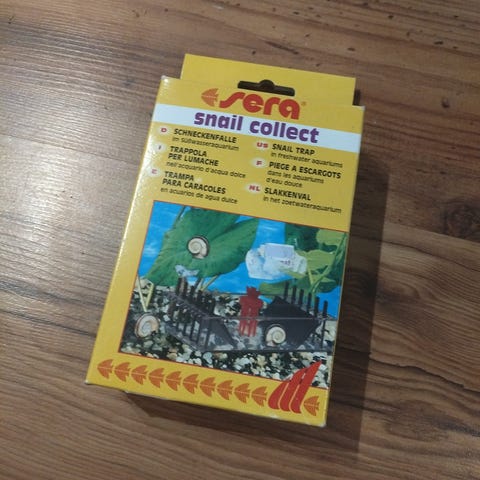 sera®
snail collect
D SCHNECKENFALLE
im Süßwasseraquarium
I TRAPPOLA
PER LUMACHE
nell'acquario d'acqua dolce
E TRAMPA
PARA CARACOLES
en acuarios de agua dulce
US SNAIL TRAP
in freshwater aquariums
F PIEGE A ESCARGOTS
dans les aquariums
d'eau douce
NL SLAKKENVAL
in het zoetwateraquarium